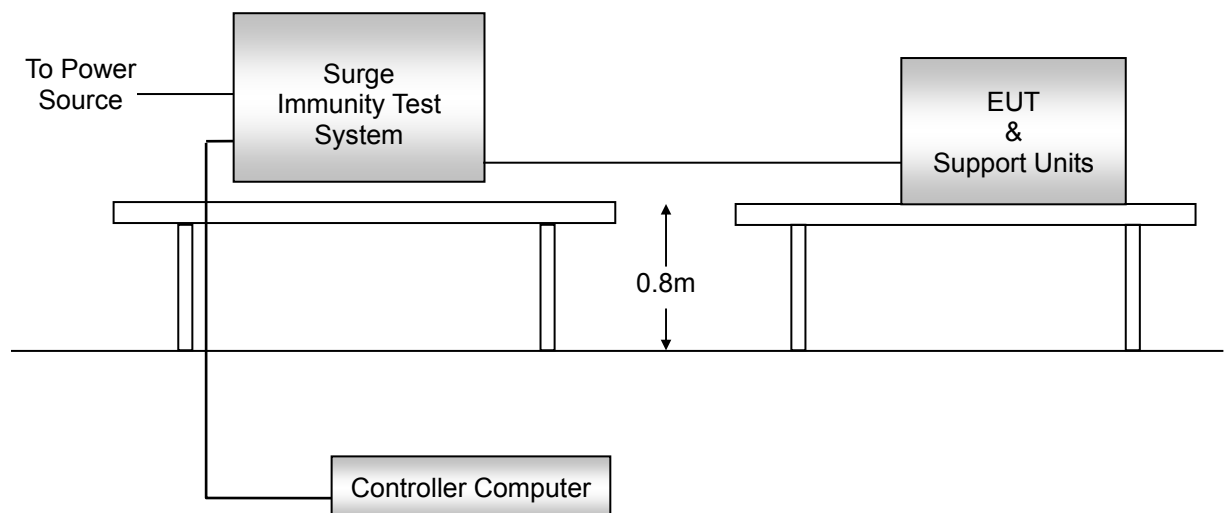 To Power
Source
Surge
Immunity Test
System
EUT
&
Support Units
0.8m
Controller Computer